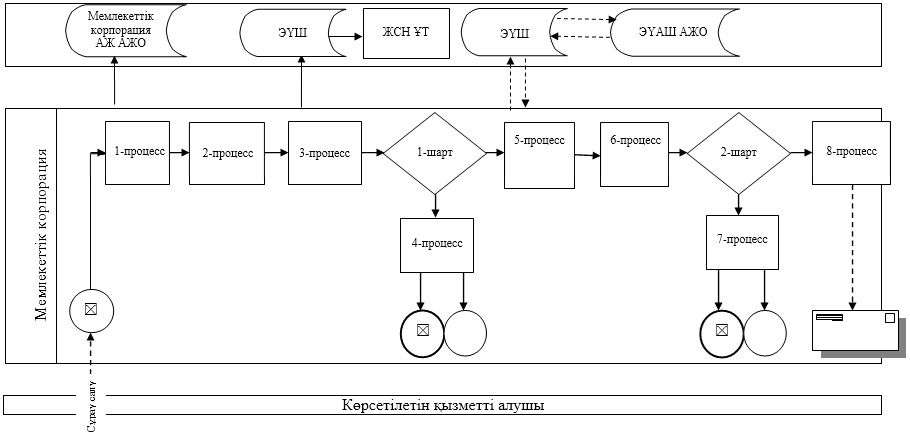 Мемлекеттік
корпорация
АЖ АЖО
ЭҮШ
ЖСН ҰТ
ЭҮШ
ЭҮАШ АЖО
Мемлекеттік корпорация
1-процесс
2-процесс
3-процесс
1-шарт
5-процесс
6-процесс
2-шарт
8-процесс
4-процесс
7-процесс
Сұрау салу
Көрсетілетін қызметті алушы